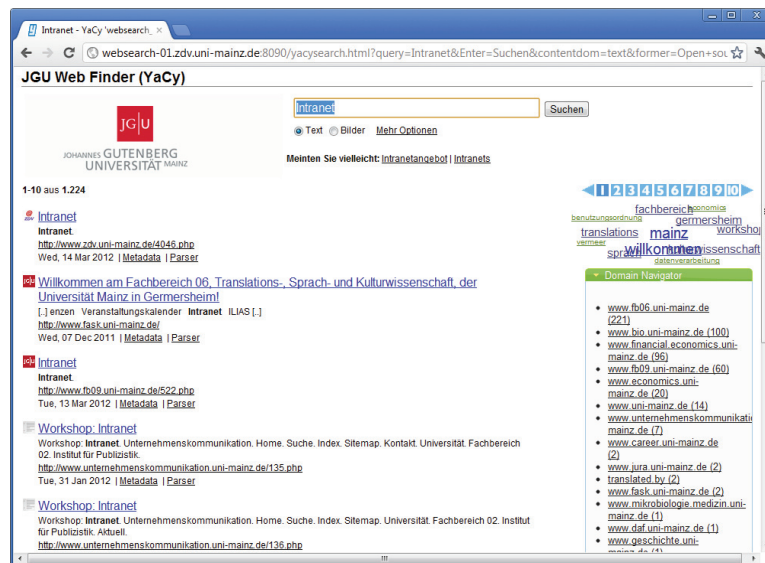 Intranet - YaCy 'websearch_
websearch-01.zdv.uni-mainz.de:8090/yacysearch.html?query=Intranet&Enter=Suchen&contentdom=text&former=Open+sou
JGU Web Finder (YaCy)
JG|U
JOHANNES GUTENBERG
UNIVERSITÄT MAINZ
Intranet
Suchen
Text Bilder Mehr Optionen
Meinten Sie vielleicht: Intranetangebot | Intranets
1-10 aus 1.224
Intranet
Intranet.
http://www.zdv.uni-mainz.de/4046.php
Wed, 14 Mar 2012 | Metadata | Parser
Willkommen am Fachbereich 06, Translations-, Sprach- und Kulturwissenschaft, der
Universität Mainz in Germersheim!
[..] enzen Veranstaltungskalender Intranet ILIAS [..]
http://www.fask.uni-mainz.de/
Wed, 07 Dec 2011 | Metadata | Parser
Intranet
Intranet.
http://www.fb09.uni-mainz.de/522.php
Tue, 13 Mar 2012 | Metadata | Parser
Workshop: Intranet
Workshop: Intranet. Unternehmenskommunikation. Home. Suche. Index. Sitemap. Kontakt. Universität. Fachbereich
02. Institut für Publizistik.
http://www.unternehmenskommunikation.uni-mainz.de/135.php
Tue, 31 Jan 2012 | Metadata | Parser
Workshop: Intranet
Workshop: Intranet. Unternehmenskommunikation. Home. Suche. Index. Sitemap. Universität. Fachbereich 02. Institut
für Publizistik. Aktuell.
http://www.unternehmenskommunikation.uni-mainz.de/136.php
1 2 3 4 5 6 7 8 9 10
fachbereich economics
benutzungsordnung germersheim
translations mainz workshop
vermeer sprach willkommen
datenverarbeitung
Domain Navigator
www.fb06.uni-mainz.de
(221)
www.bio.uni-mainz.de (100)
www.financial.economics.uni-
mainz.de (96)
www.fb09.uni-mainz.de (60)
www.economics.uni-
mainz.de (20)
www.uni-mainz.de (14)
www.unternehmenskommunikati
mainz.de (7)
www.career.uni-mainz.de
(2)
www.jura.uni-mainz.de (2)
translated.by (2)
www.fask.uni-mainz.de (2)
www.mikrobiologie.medizin.uni-
mainz.de (1)
www.daf.uni-mainz.de (1)
www.geschichte.uni-
mainz.de (1)